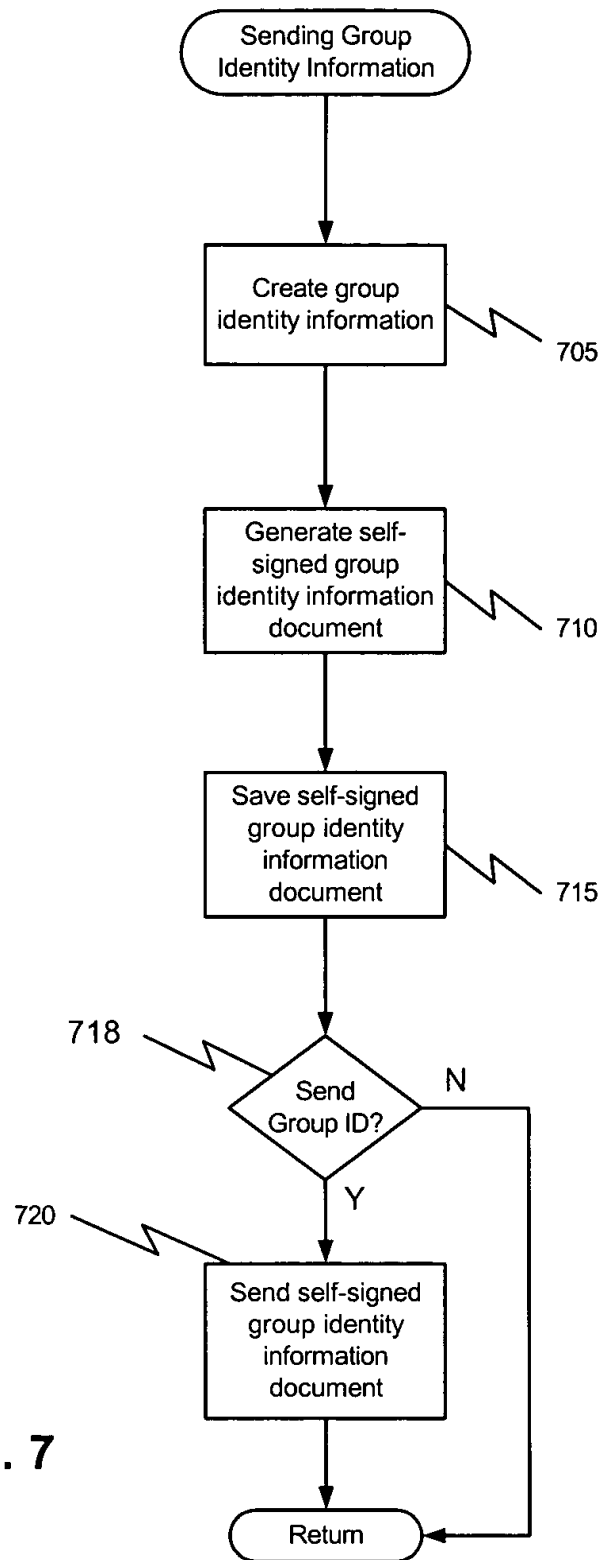 Sending Group
Identity Information
Create group
identity information
705
Generate self-
signed group
identity information
document
710
Save self-signed
group identity
information
document
715
718
Send
Group ID?
N
Y
720
Send self-signed
group identity
information
document
. 7
Return